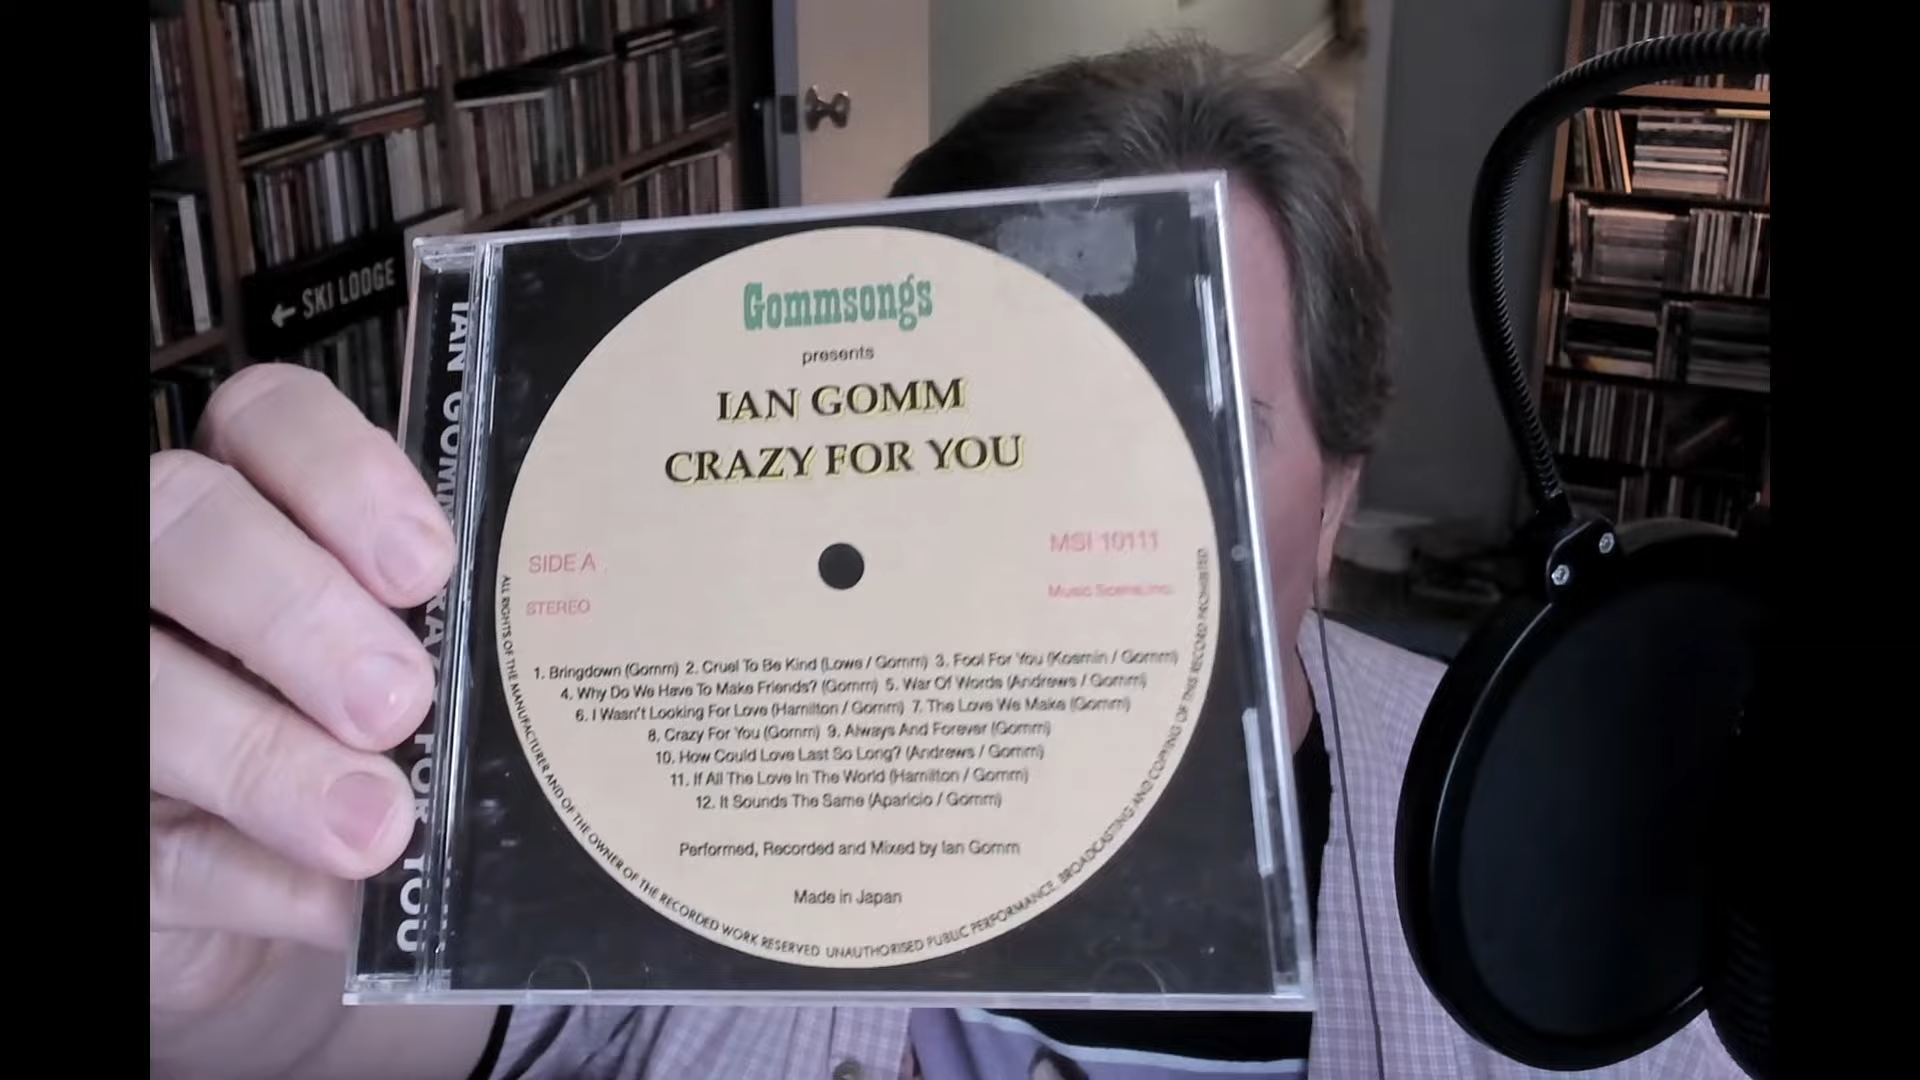 ← SKI LODGE
IAN GOMM CRAZY FOR YOU
Gommsongs
presents
IAN GOMM
CRAZY FOR YOU
SIDE A
MSI 10111
STEREO
Music Scene, Inc.
1. Bringdown (Gomm) 2. Cruel To Be Kind (Lowe / Gomm) 3. Fool For You (Kosmin / Gomm)
4. Why Do We Have To Make Friends? (Gomm) 5. War Of Words (Andrews / Gomm)
6. I Wasn't Looking For Love (Hamilton / Gomm) 7. The Love We Make (Gomm)
8. Crazy For You (Gomm) 9. Always And Forever (Gomm)
10. How Could Love Last So Long? (Andrews / Gomm)
11. If All The Love In The World (Hamilton / Gomm)
12. It Sounds The Same (Aparicio / Gomm)
Performed, Recorded and Mixed by Ian Gomm
Made in Japan
ALL RIGHTS OF THE MANUFACTURER AND OF THE OWNER OF THE RECORDED WORK RESERVED UNAUTHORISED PUBLIC PERFORMANCE, BROADCASTING AND COPYING OF THIS RECORD PROHIBITED